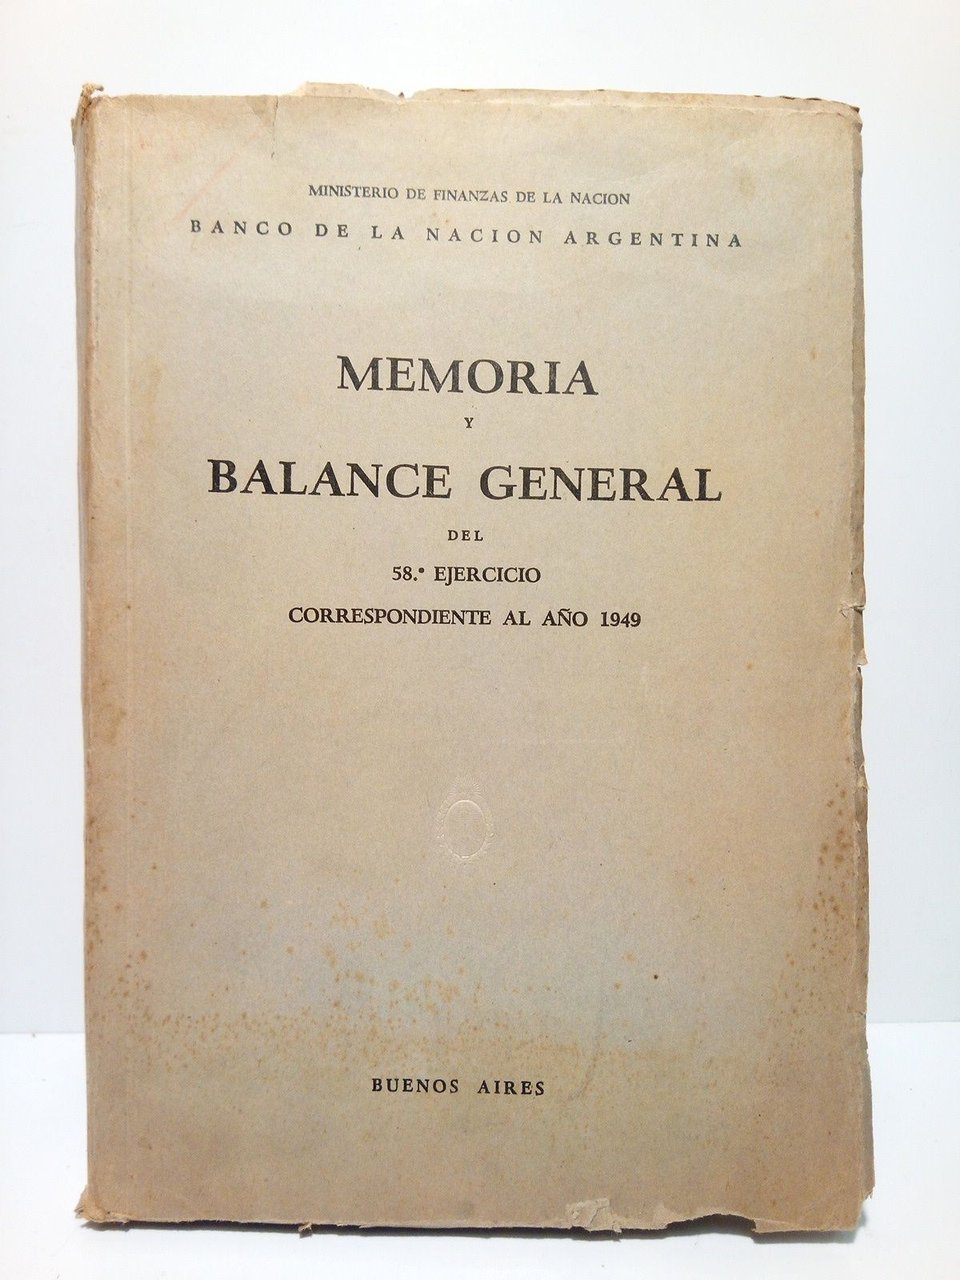 MINISTERIO DE FINANZAS DE LA NACION
BANCO DE LA NACION ARGENTINA
MEMORIA
Y
BALANCE GENERAL
DEL
58.º EJERCICIO
CORRESPONDIENTE AL AÑO 1949
BUENOS AIRES